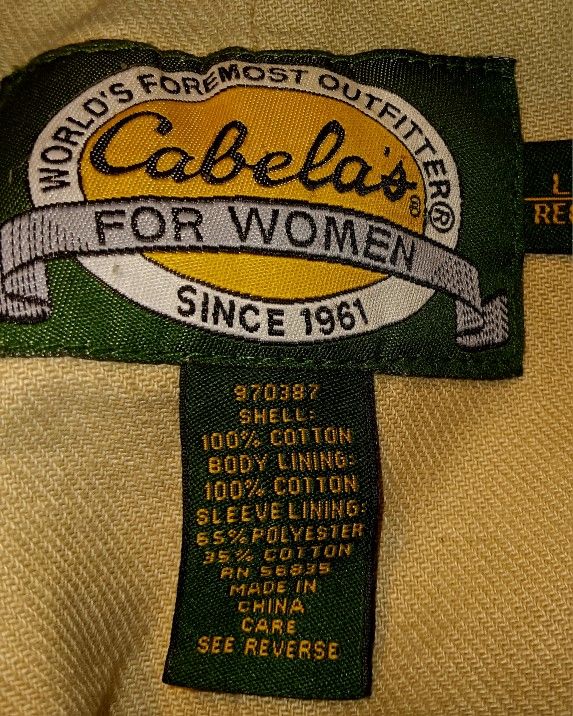 WORLD'S FOREMOST OUTFITTER®
Cabela's®
FOR WOMEN
SINCE 1961
L
REG
970387
SHELL:
100% COTTON
BODY LINING:
100% COTTON
SLEEVE LINING:
65% POLYESTER
35% COTTON
RN 56835
MADE IN
CHINA
CARE
SEE REVERSE